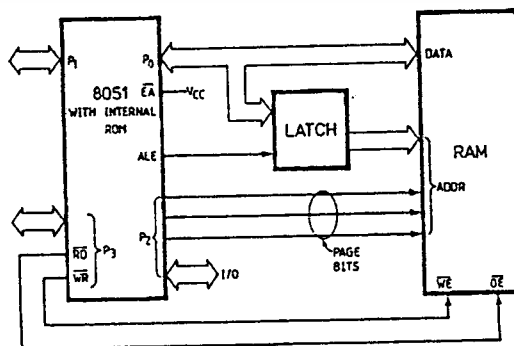 P1
P0
DATA
8051
WITH INTERNAL
ROM
EA
VCC
LATCH
RAM
ALE
ADDR
P2
P3
RD
WR
PAGE
BITS
I/O
WE
OE